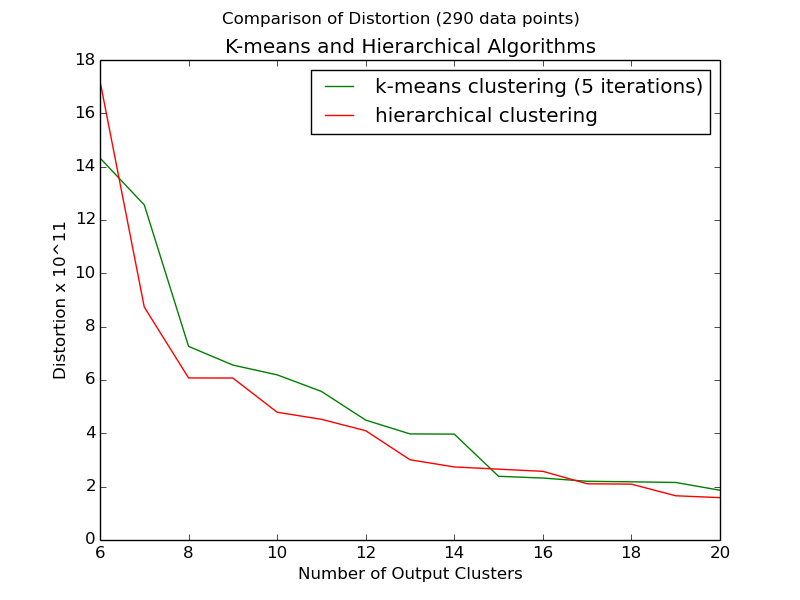 Comparison of Distortion (290 data points)
K-means and Hierarchical Algorithms
k-means clustering (5 iterations)
hierarchical clustering
Distortion x 10^11
18
16
14
12
10
8
6
4
2
0
6 8 10 12 14 16 18 20
Number of Output Clusters